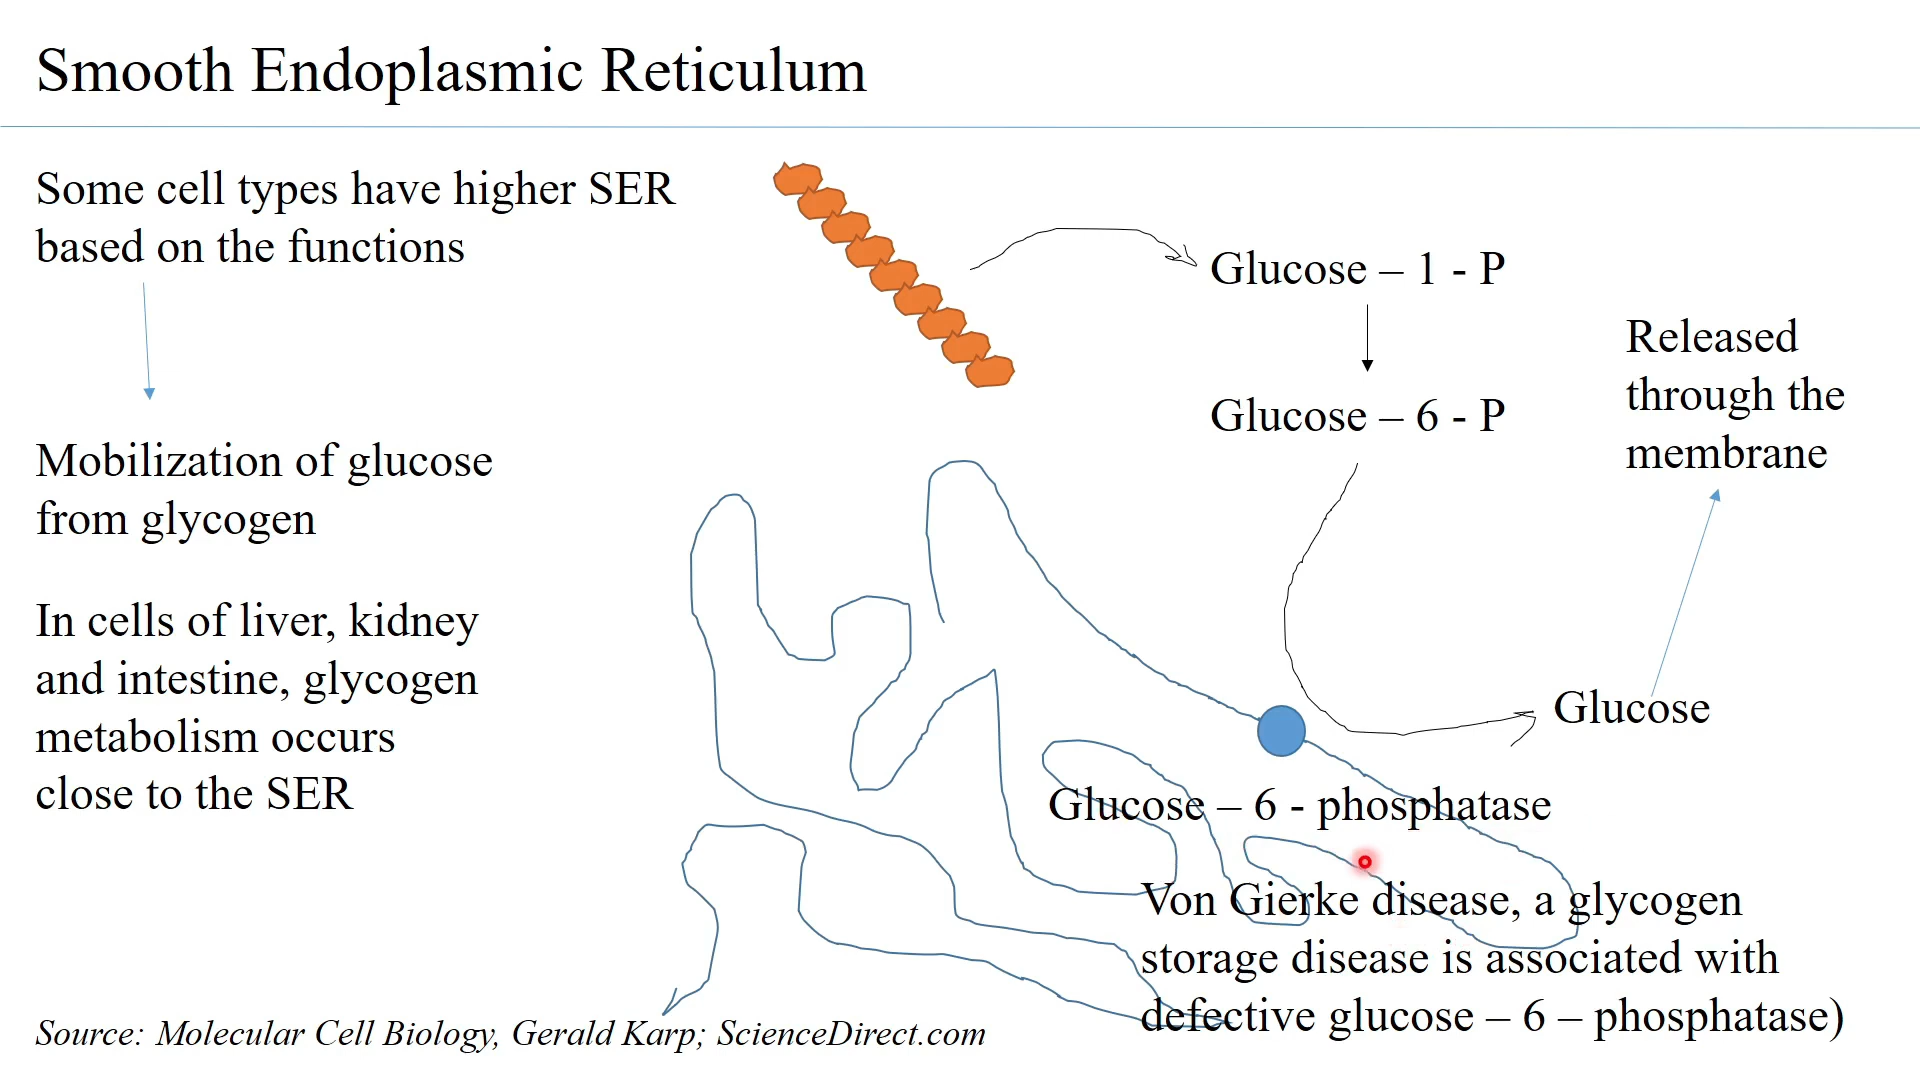 Smooth Endoplasmic Reticulum
Some cell types have higher SER
based on the functions
Mobilization of glucose
from glycogen
In cells of liver, kidney
and intestine, glycogen
metabolism occurs
close to the SER
Glucose – 1 - P
Glucose – 6 - P
Released
through the
membrane
Glucose
Glucose – 6 - phosphatase
Von Gierke disease, a glycogen
storage disease is associated with
defective glucose – 6 – phosphatase)
Source: Molecular Cell Biology, Gerald Karp; ScienceDirect.com